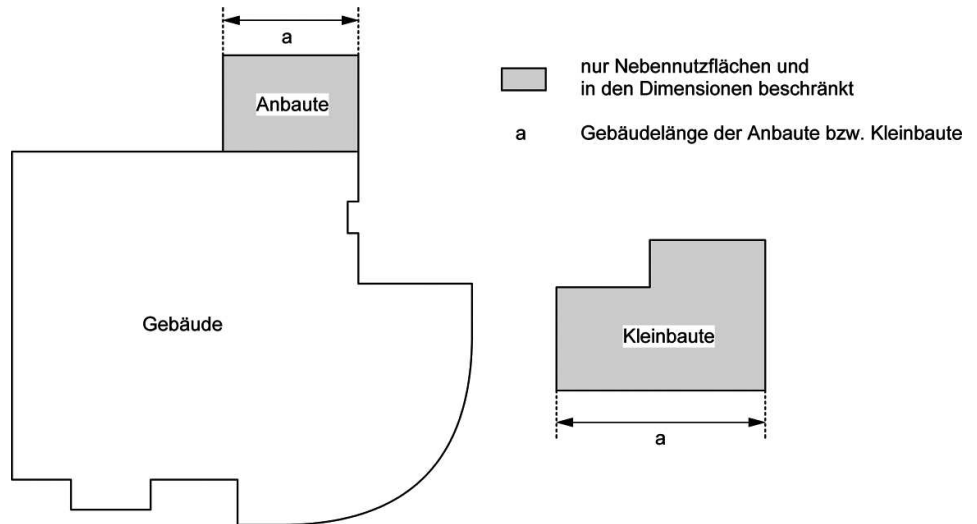 a
Anbaute
nur Nebennutzflächen und
in den Dimensionen beschränkt
a Gebäudelänge der Anbaute bzw. Kleinbaute
Gebäude
Kleinbaute
a